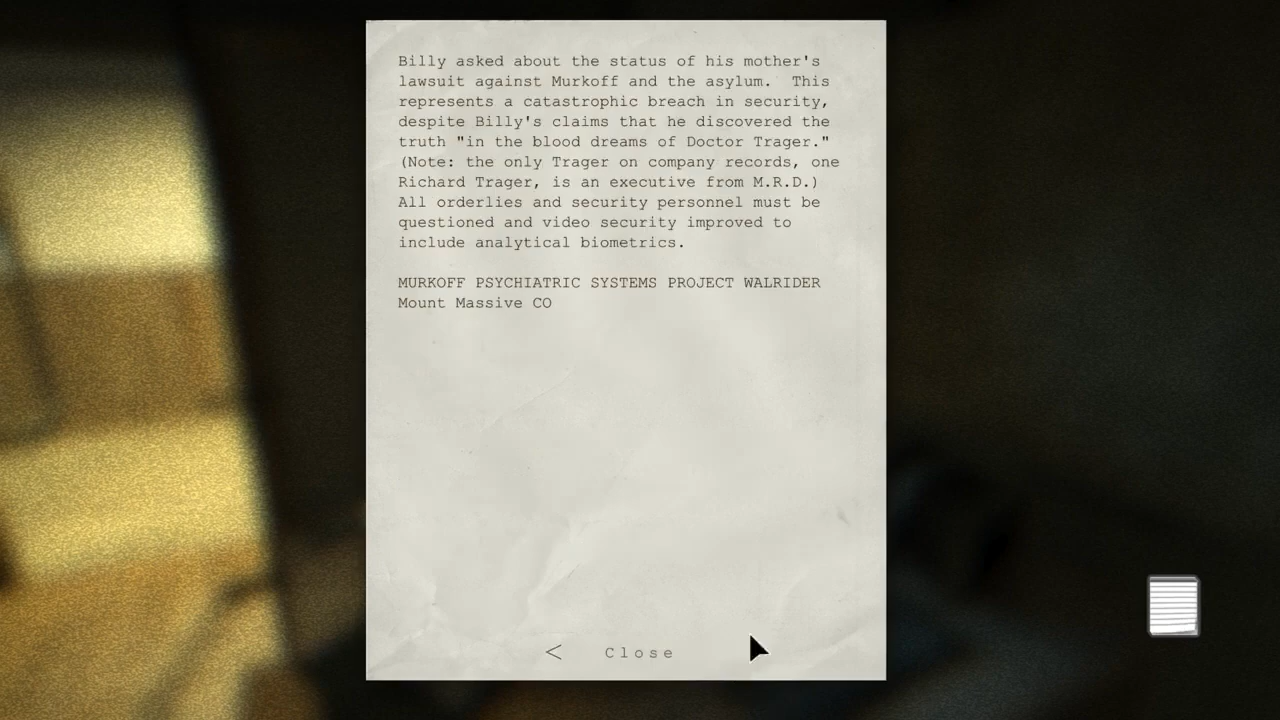 Billy asked about the status of his mother's
lawsuit against Murkoff and the asylum.  This
represents a catastrophic breach in security,
despite Billy's claims that he discovered the
truth "in the blood dreams of Doctor Trager."
(Note: the only Trager on company records, one
Richard Trager, is an executive from M.R.D.)
All orderlies and security personnel must be
questioned and video security improved to
include analytical biometrics.

MURKOFF PSYCHIATRIC SYSTEMS PROJECT WALRIDER
Mount Massive CO
< Close